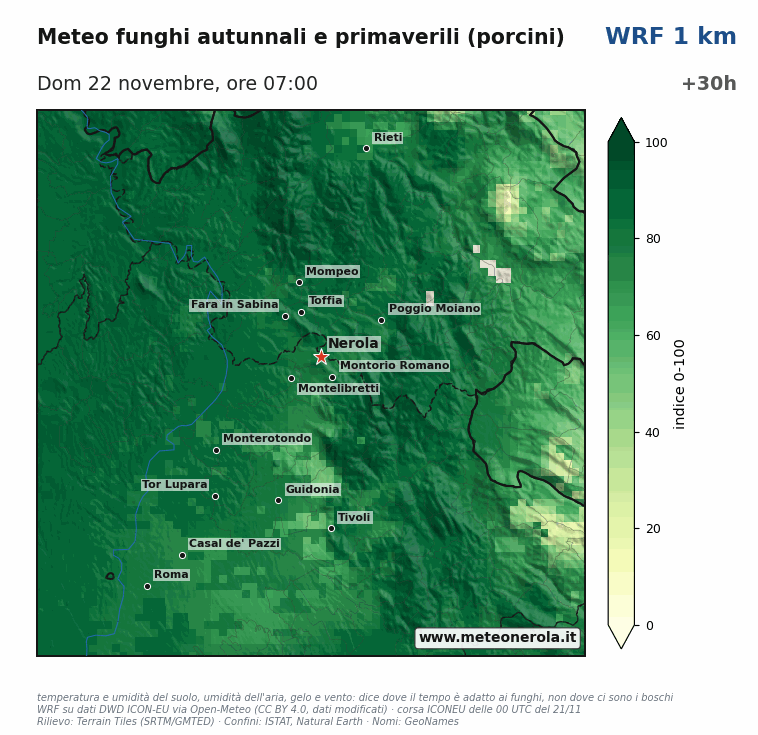 Meteo funghi autunnali e primaverili (porcini)
WRF 1 km
Dom 22 novembre, ore 07:00
+30h
Rieti
Mompeo
Toffia
Fara in Sabina
Poggio Moiano
Nerola
Montorio Romano
Montelibretti
Monterotondo
Tor Lupara
Guidonia
Tivoli
Casal de' Pazzi
Roma
www.meteonerola.it
100
80
60
40
20
0
indice 0-100
temperatura e umidità del suolo, umidità dell'aria, gelo e vento: dice dove il tempo è adatto ai funghi, non dove ci sono i boschi
WRF su dati DWD ICON-EU via Open-Meteo (CC BY 4.0, dati modificati) · corsa ICONEU delle 00 UTC del 21/11
Rilievo: Terrain Tiles (SRTM/GMTED) · Confini: ISTAT, Natural Earth · Nomi: GeoNames